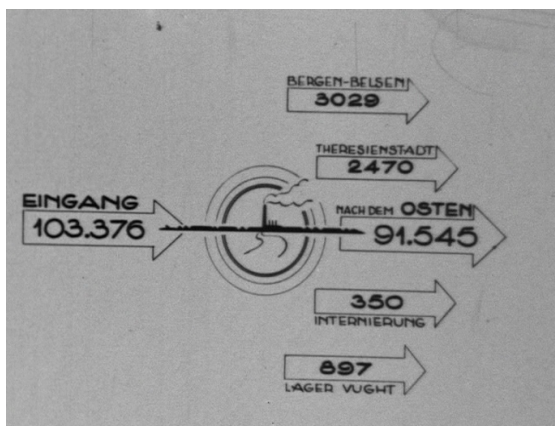 BERGEN-BELSEN
3029
THERESIENSTADT
2470
EINGANG
103.376
NACH DEM OSTEN
91.545
350
INTERNIERUNG
897
LAGER VUGHT